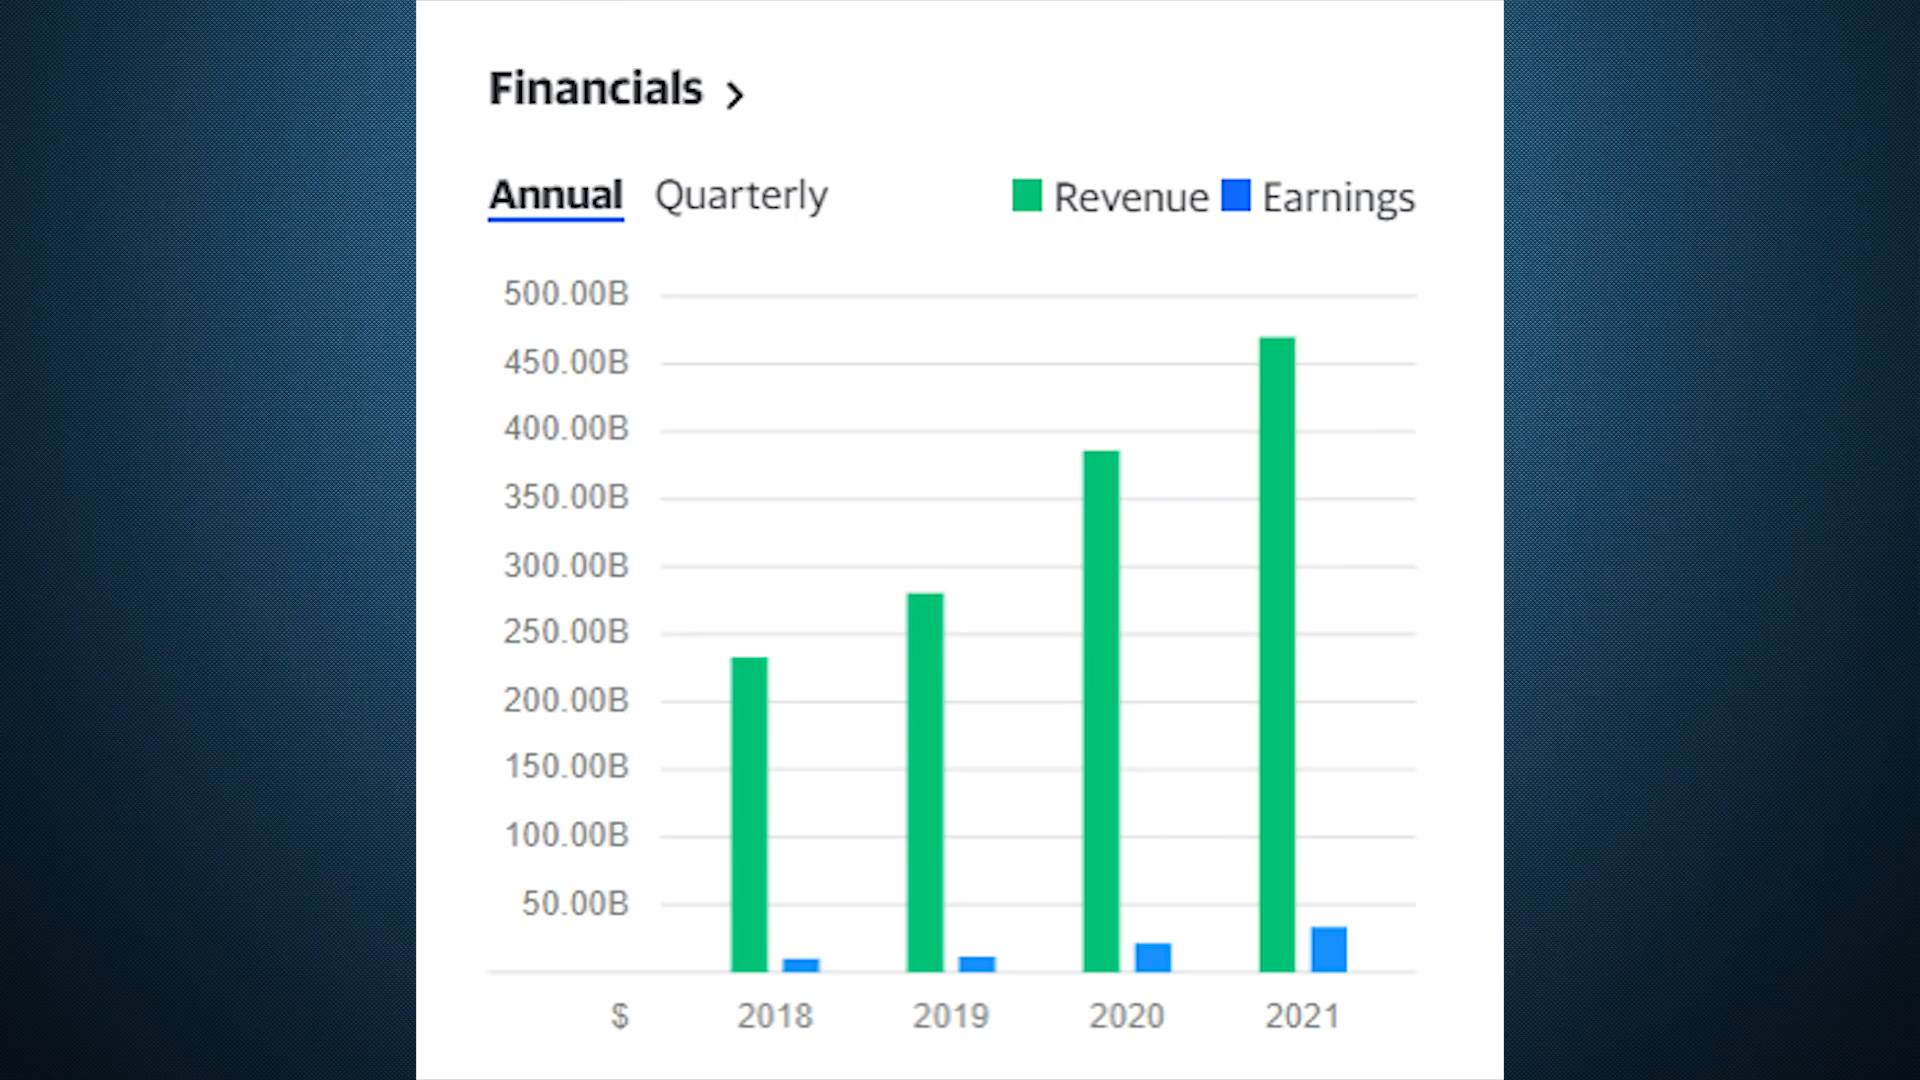 Financials >
Annual Quarterly Revenue Earnings
500.00B
450.00B
400.00B
350.00B
300.00B
250.00B
200.00B
150.00B
100.00B
50.00B
$ 2018 2019 2020 2021